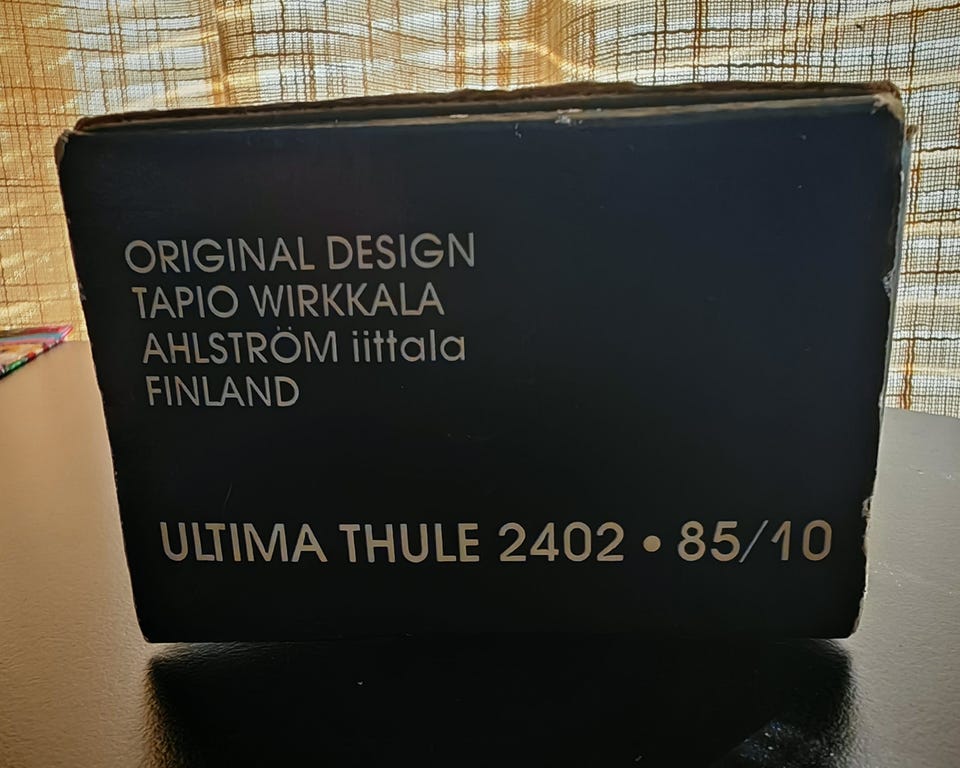 ORIGINAL DESIGN
TAPIO WIRKKALA
AHLSTRÖM iittala
FINLAND
ULTIMA THULE 2402 • 85/10